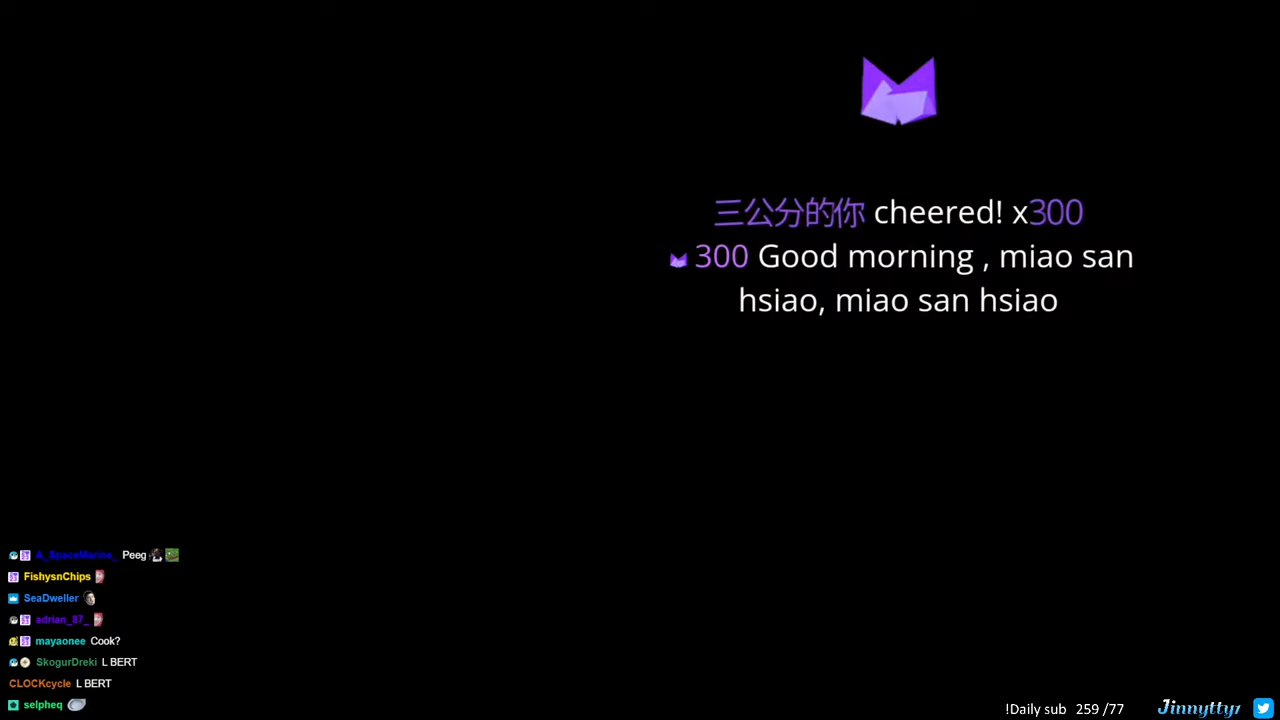 三公分的你 cheered! x300
300 Good morning , miao san
hsiao, miao san hsiao
A_SpaceMarine_ Peeg
FishysnChips
SeaDweller
adrian_87_
mayaonee Cook?
SkogurDreki L BERT
CLOCKcycle L BERT
selpheq
!Daily sub 259 /77 Jinnytty